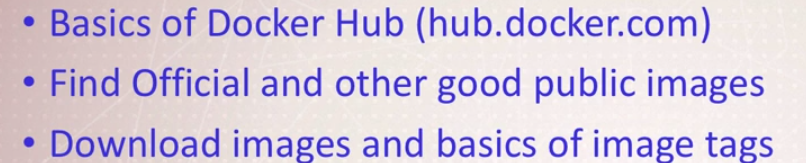 • Basics of Docker Hub (hub.docker.com)
• Find Official and other good public images
• Download images and basics of image tags